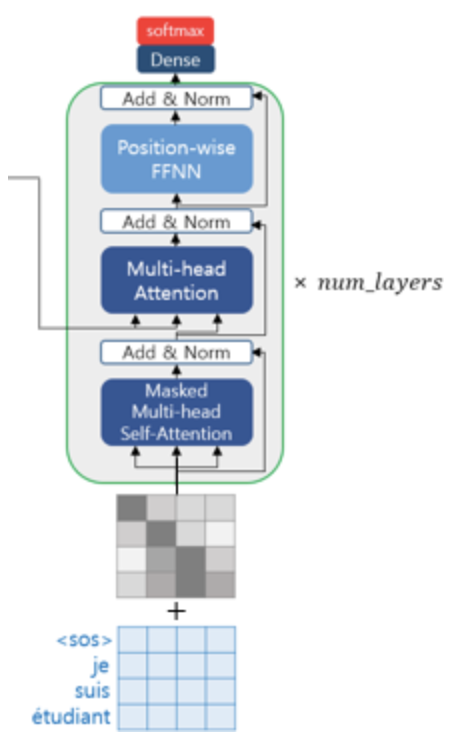 softmax
Dense
Add & Norm
Position-wise
FFNN
Add & Norm
Multi-head
Attention
× num_layers
Add & Norm
Masked
Multi-head
Self-Attention
+
<sos>
je
suis
étudiant